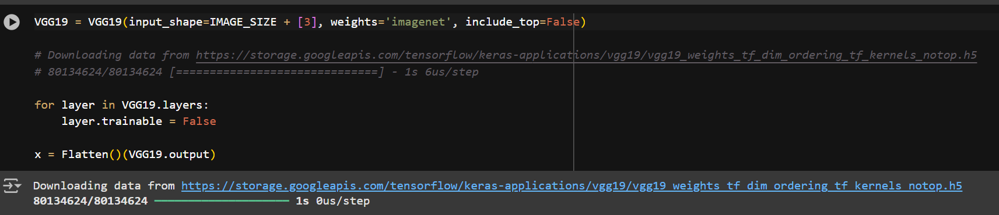 VGG19 = VGG19(input_shape=IMAGE_SIZE + [3], weights='imagenet', include_top=False)
# Downloading data from https://storage.googleapis.com/tensorflow/keras-applications/vgg19/vgg19_weights_tf_dim_ordering_tf_kernels_notop.h5
# 80134624/80134624 [==============================] - 1s 6us/step
for layer in VGG19.layers:
    layer.trainable = False
x = Flatten()(VGG19.output)
Downloading data from https://storage.googleapis.com/tensorflow/keras-applications/vgg19/vgg19_weights_tf_dim_ordering_tf_kernels_notop.h5
80134624/80134624 ━━━━━━━━━━━━━━━━━━━━ 1s 0us/step